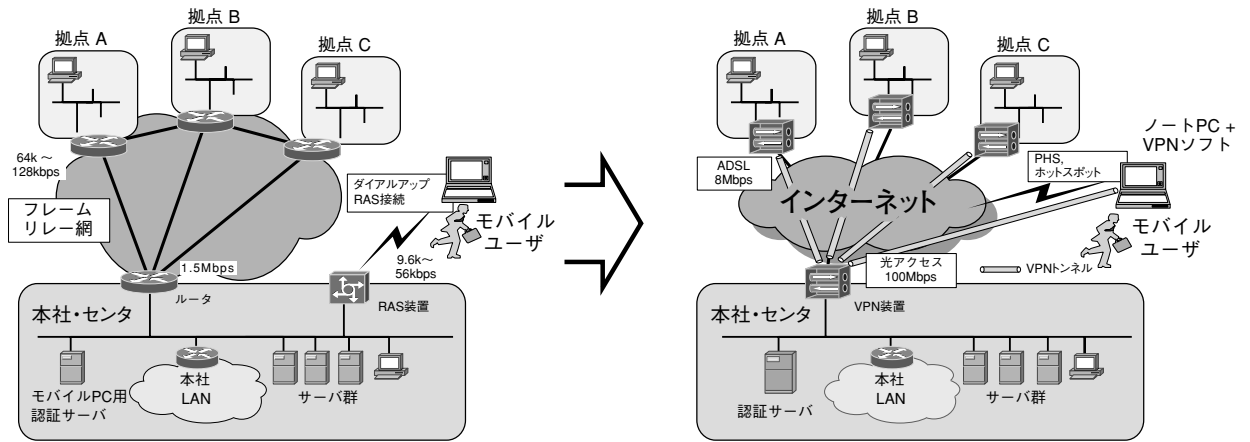 拠点 A
拠点 B
拠点 C
64k ～
128kbps
フレーム
リレー網
ダイアルアップ
RAS接続
モバイル
ユーザ
9.6k～
56kbps
1.5Mbps
ルータ
RAS装置
本社・センタ
モバイルPC用
認証サーバ
本社
LAN
サーバ群
拠点 A
拠点 B
拠点 C
ノートPC +
VPNソフト
ADSL
8Mbps
PHS,
ホットスポット
インターネット
モバイル
ユーザ
光アクセス
100Mbps
VPNトンネル
VPN装置
本社・センタ
認証サーバ
本社
LAN
サーバ群